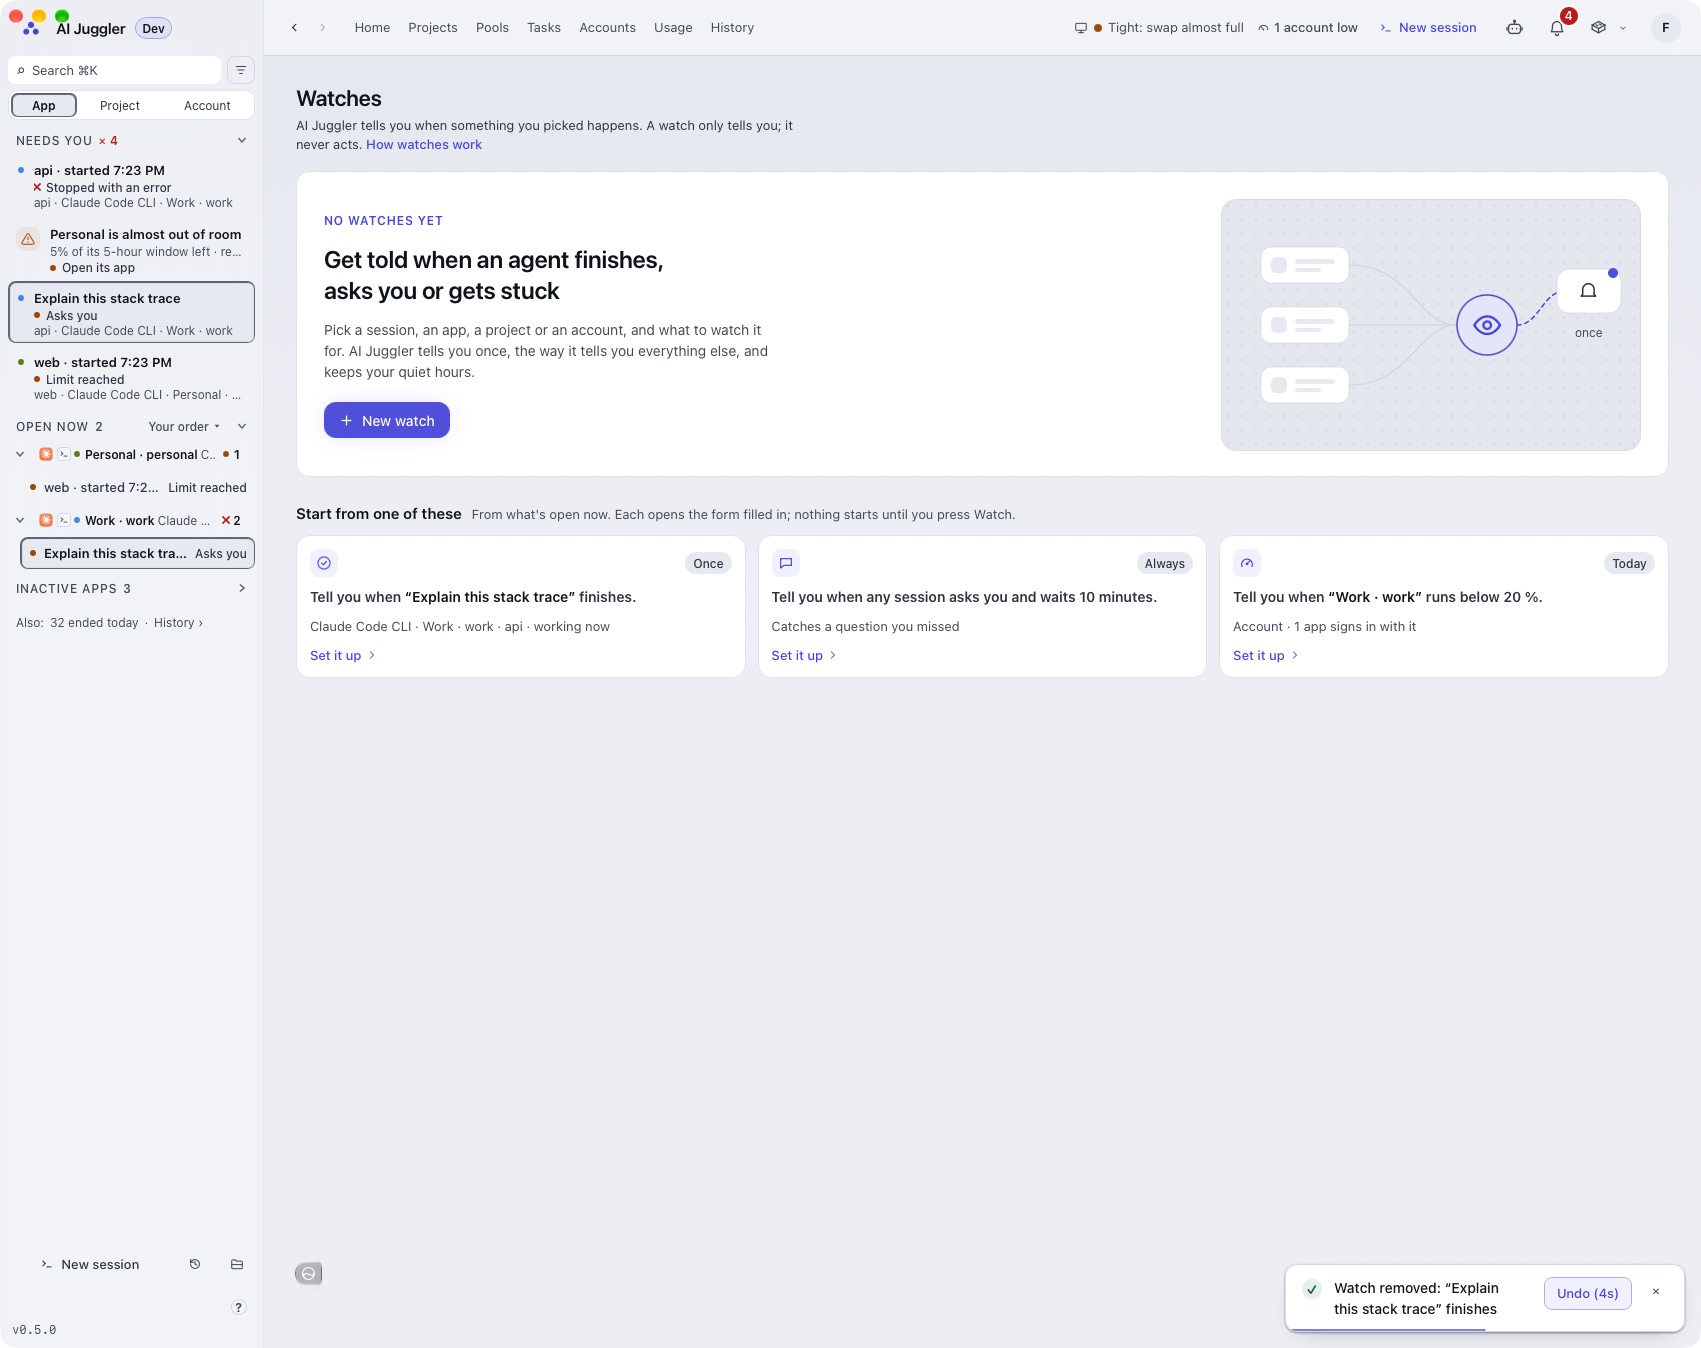 AI Juggler Dev
Search ⌘K
App Project Account
NEEDS YOU × 4
api · started 7:23 PM
Stopped with an error
api · Claude Code CLI · Work · work
Personal is almost out of room
5% of its 5-hour window left · re...
Open its app
Explain this stack trace
Asks you
api · Claude Code CLI · Work · work
web · started 7:23 PM
Limit reached
web · Claude Code CLI · Personal · ...
OPEN NOW 2 Your order
Personal · personal C.. 1
web · started 7:2... Limit reached
Work · work Claude ... 2
Explain this stack tra... Asks you
INACTIVE APPS 3
Also: 32 ended today · History ›
New session
?
v0.5.0
Home Projects Pools Tasks Accounts Usage History
Tight: swap almost full 1 account low New session 4 F
Watches
AI Juggler tells you when something you picked happens. A watch only tells you; it
never acts. How watches work
NO WATCHES YET
Get told when an agent finishes,
asks you or gets stuck
Pick a session, an app, a project or an account, and what to watch it
for. AI Juggler tells you once, the way it tells you everything else, and
keeps your quiet hours.
+ New watch
once
Start from one of these From what's open now. Each opens the form filled in; nothing starts until you press Watch.
Once
Tell you when “Explain this stack trace” finishes.
Claude Code CLI · Work · work · api · working now
Set it up
Always
Tell you when any session asks you and waits 10 minutes.
Catches a question you missed
Set it up
Today
Tell you when “Work · work” runs below 20 %.
Account · 1 app signs in with it
Set it up
Watch removed: “Explain
this stack trace” finishes
Undo (4s) ×